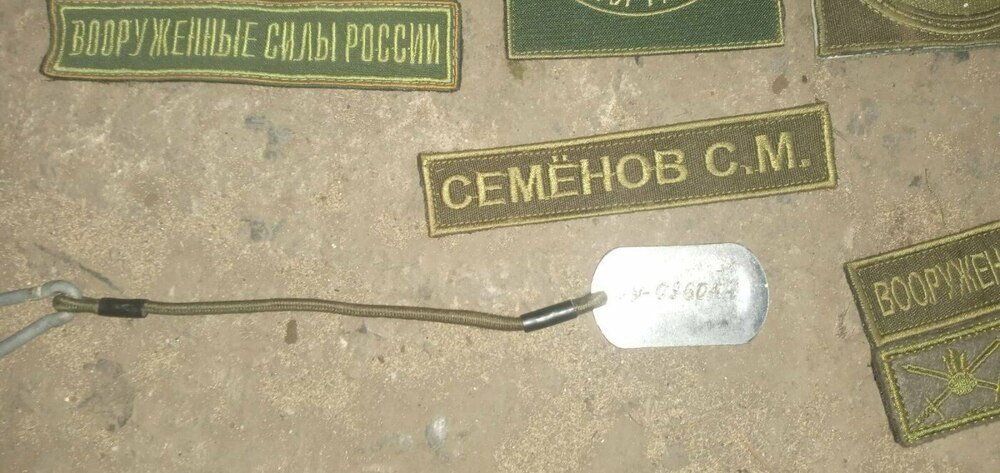 ВООРУЖЕННЫЕ СИЛЫ РОССИИ
СЕМЁНОВ С.М.
ВООРУЖЕН